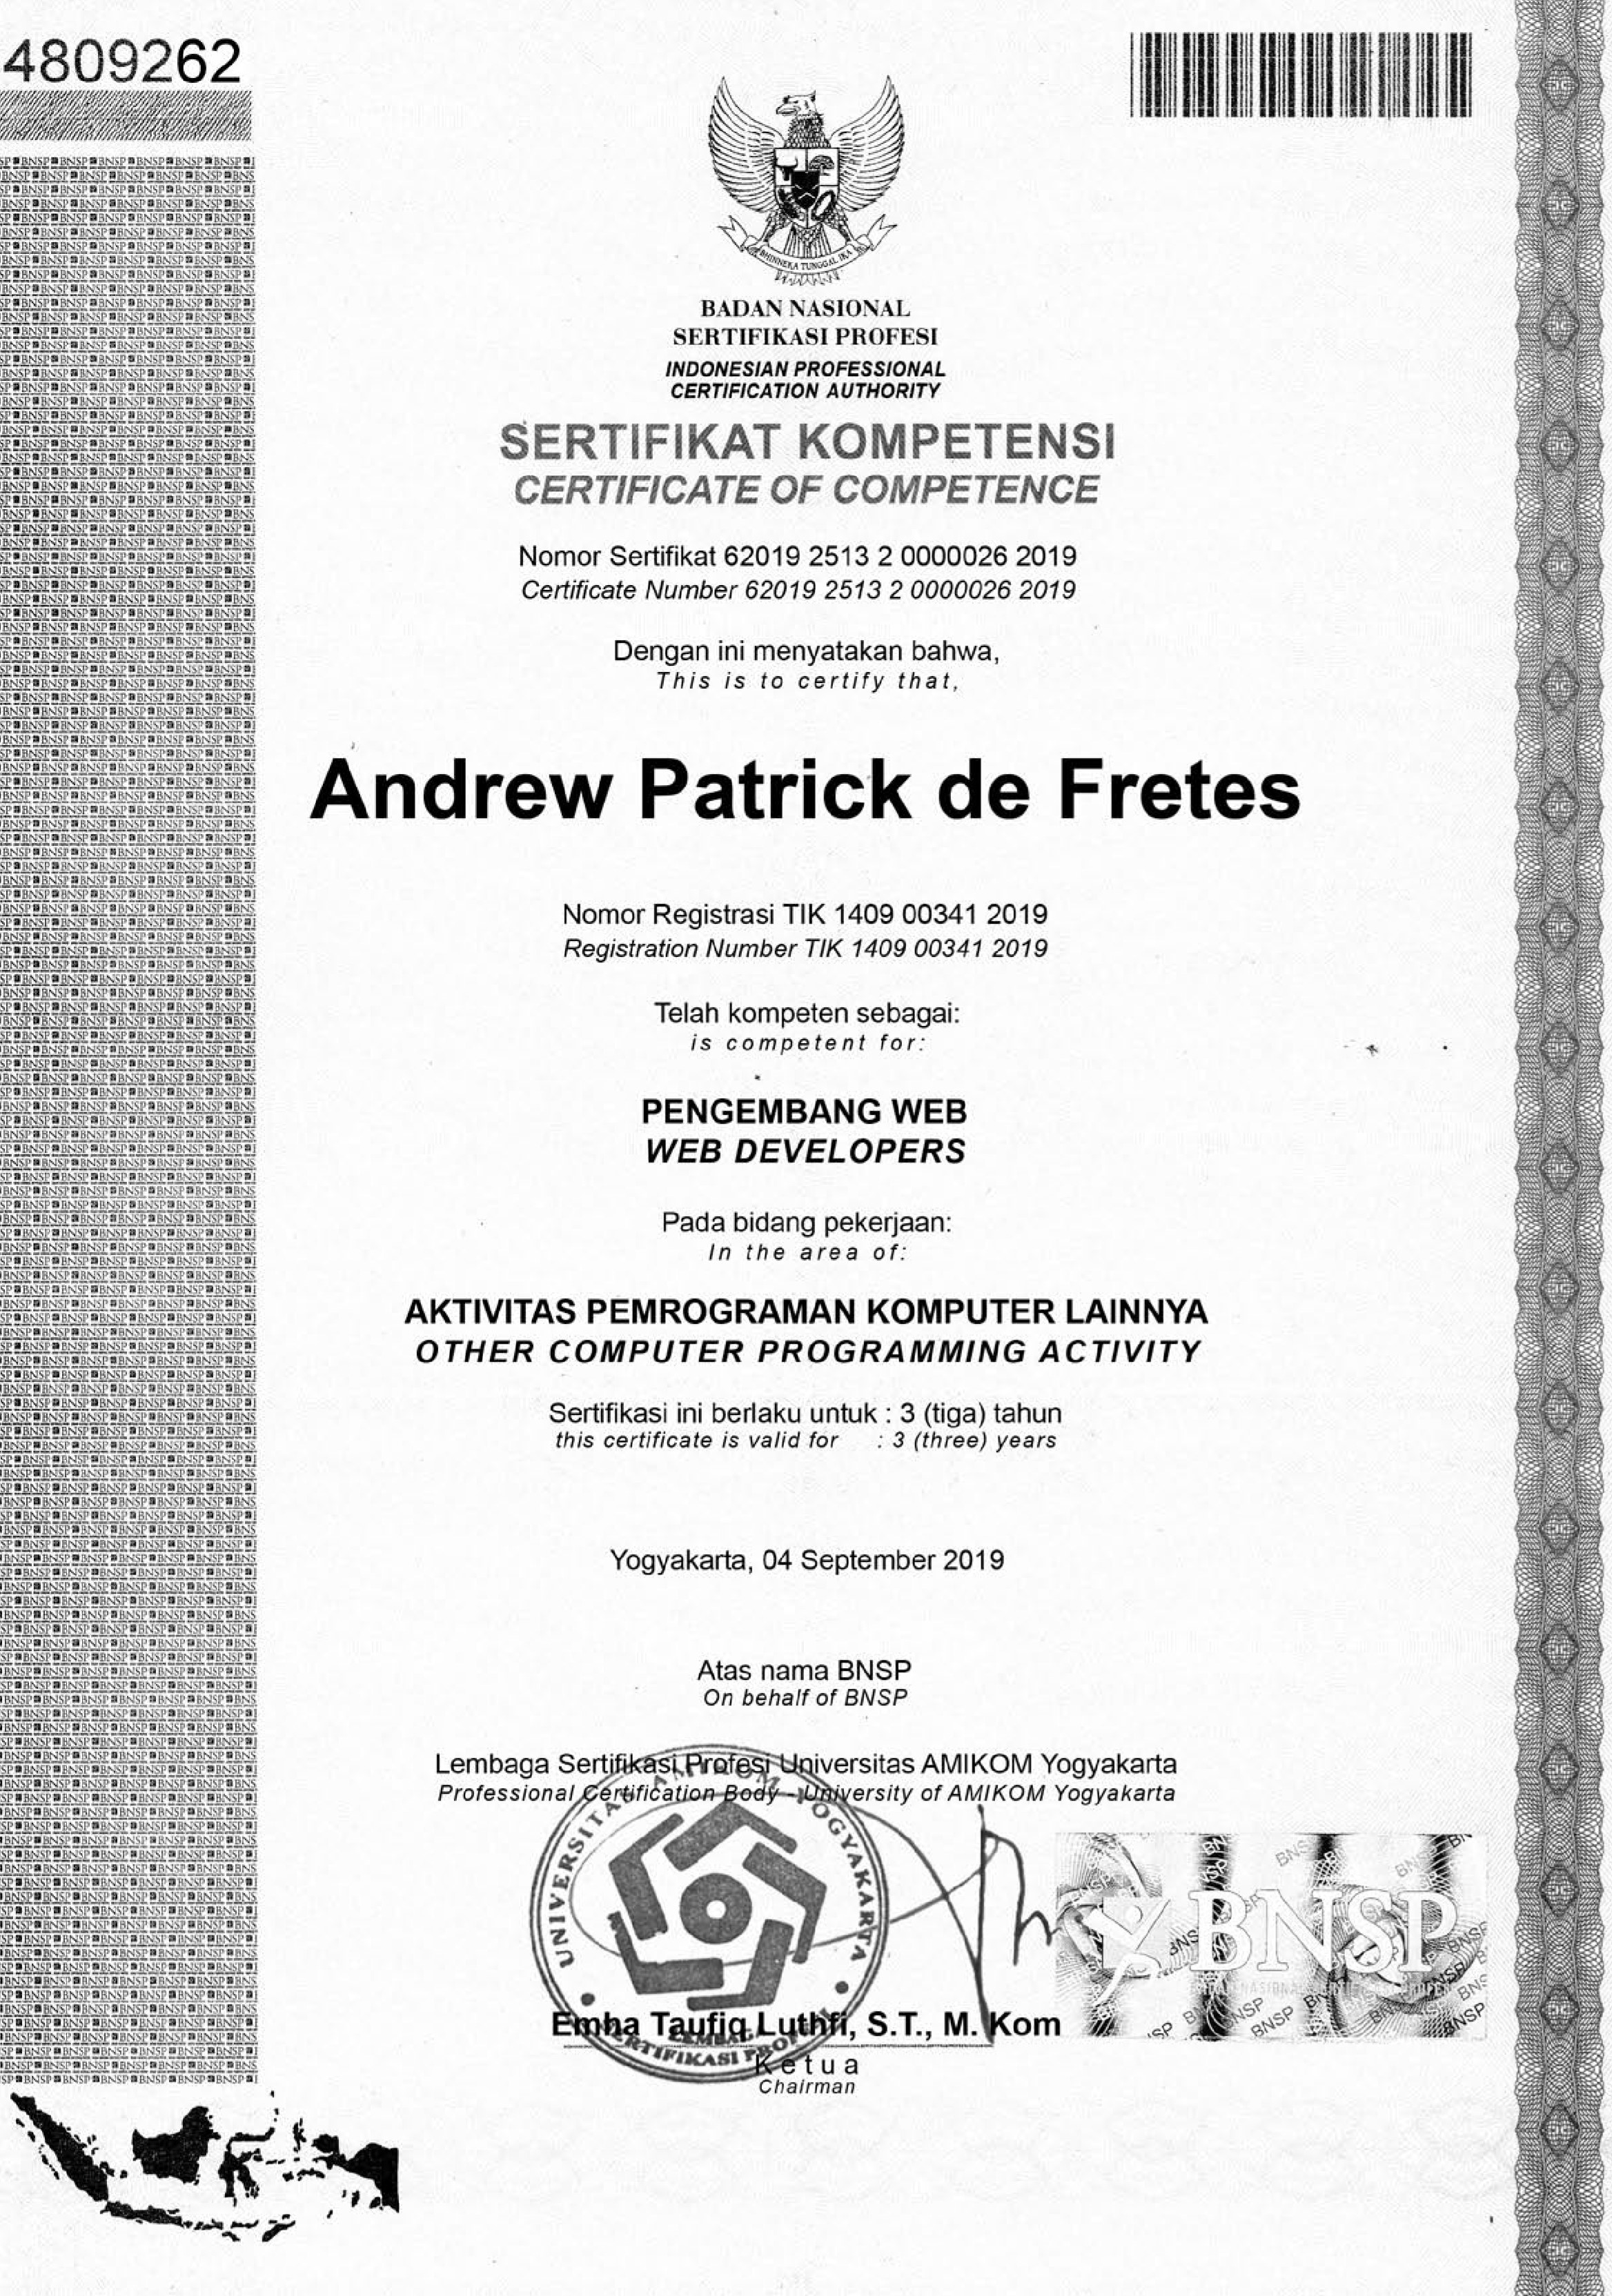 4809262
BHINNEKA TUNGGAL IKA
BADAN NASIONAL
SERTIFIKASI PROFESI
INDONESIAN PROFESSIONAL
CERTIFICATION AUTHORITY
SERTIFIKAT KOMPETENSI
CERTIFICATE OF COMPETENCE
Nomor Sertifikat 62019 2513 2 0000026 2019
Certificate Number 62019 2513 2 0000026 2019
Dengan ini menyatakan bahwa,
This is to certify that,
Andrew Patrick de Fretes
Nomor Registrasi TIK 1409 00341 2019
Registration Number TIK 1409 00341 2019
Telah kompeten sebagai:
is competent for:
PENGEMBANG WEB
WEB DEVELOPERS
Pada bidang pekerjaan:
In the area of:
AKTIVITAS PEMROGRAMAN KOMPUTER LAINNYA
OTHER COMPUTER PROGRAMMING ACTIVITY
Sertifikasi ini berlaku untuk : 3 (tiga) tahun
this certificate is valid for : 3 (three) years
Yogyakarta, 04 September 2019
Atas nama BNSP
On behalf of BNSP
Lembaga Sertifikasi Profesi Universitas AMIKOM Yogyakarta
Professional Certification Body - University of AMIKOM Yogyakarta
UNIVERSITAS AMIKOM YOGYAKARTA
LEMBAGA
SERTIFIKASI PROFESI
BNSP
Emha Taufiq Luthfi, S.T., M. Kom
Ketua
Chairman